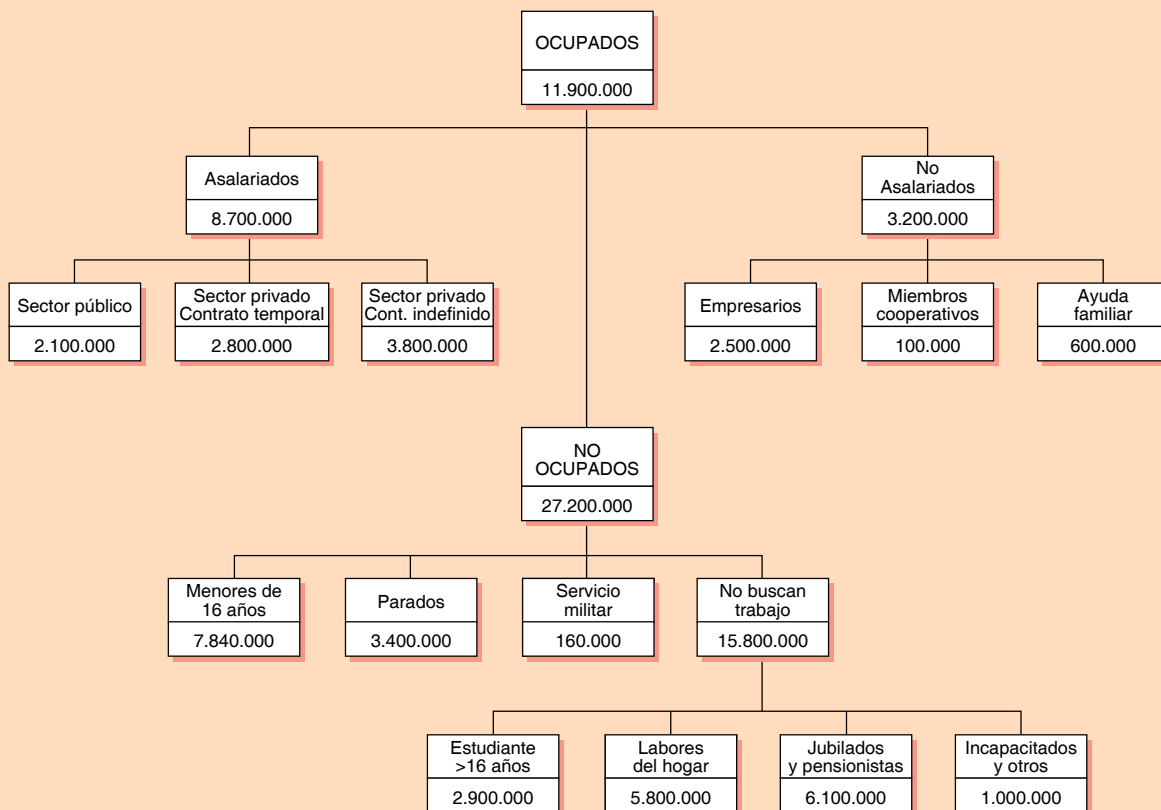 OCUPADOS
11.900.000
Asalariados
8.700.000
No
Asalariados
3.200.000
Sector público
2.100.000
Sector privado
Contrato temporal
2.800.000
Sector privado
Cont. indefinido
3.800.000
Empresarios
2.500.000
Miembros
cooperativos
100.000
Ayuda
familiar
600.000
NO
OCUPADOS
27.200.000
Menores de
16 años
7.840.000
Parados
3.400.000
Servicio
militar
160.000
No buscan
trabajo
15.800.000
Estudiante
>16 años
2.900.000
Labores
del hogar
5.800.000
Jubilados
y pensionistas
6.100.000
Incapacitados
y otros
1.000.000